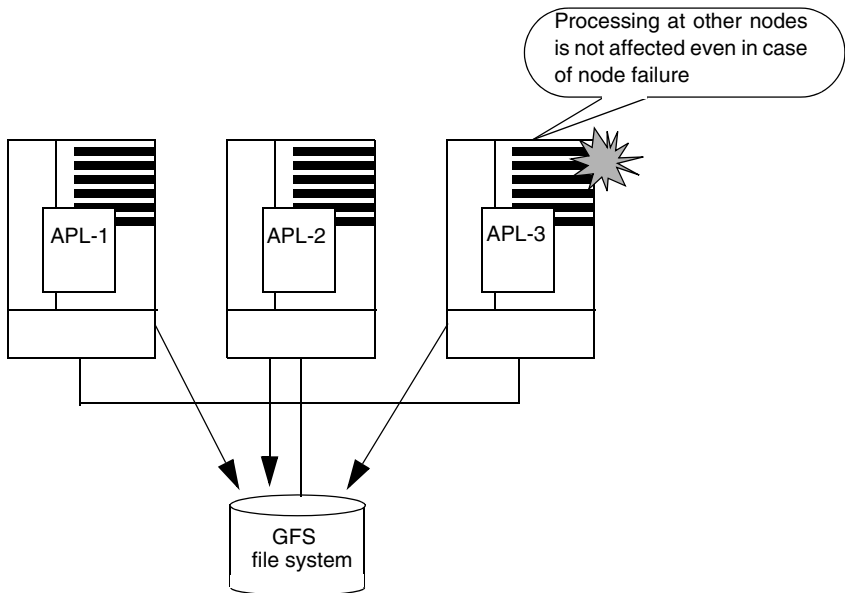 Processing at other nodes
is not affected even in case
of node failure
APL-1
APL-2
APL-3
GFS
file system